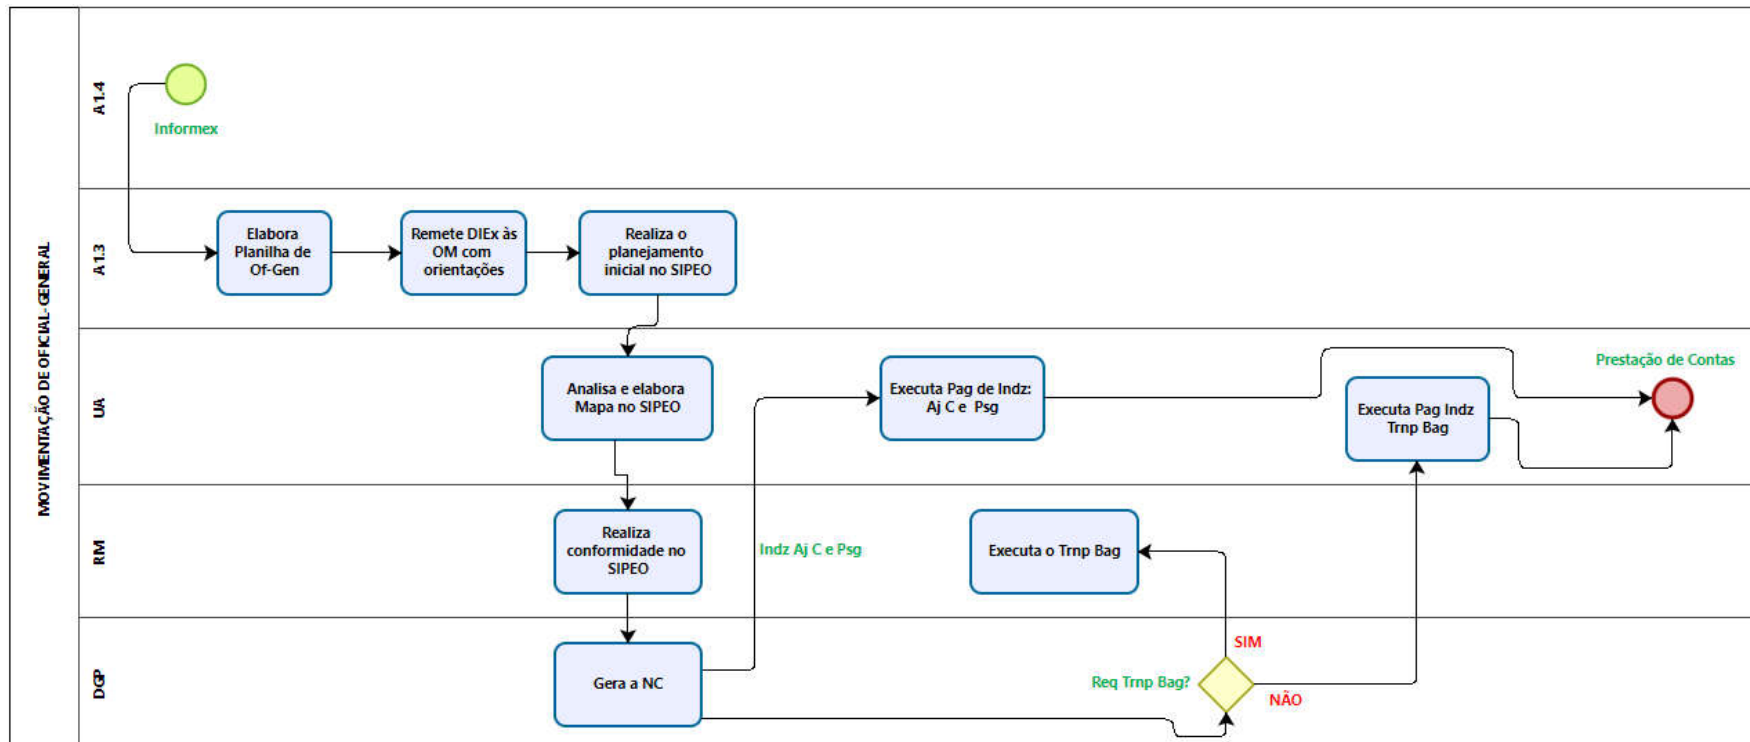 MOVIMENTAÇÃO DE OFICIAL-GENERAL
A1.4
Informex
A1.3
Elabora
Planilha de
Of-Gen
Remete DIEx às
OM com
orientações
Realiza o
planejamento
inicial no SIPEO
UA
Analisa e elabora
Mapa no SIPEO
Executa Pag de Indz:
Aj C e Psg
Executa Pag Indz
Trnp Bag
Prestação de Contas
RM
Realiza
conformidade no
SIPEO
Indz Aj C e Psg
Executa o Trnp Bag
DGP
Gera a NC
Req Trnp Bag?
SIM
NÃO